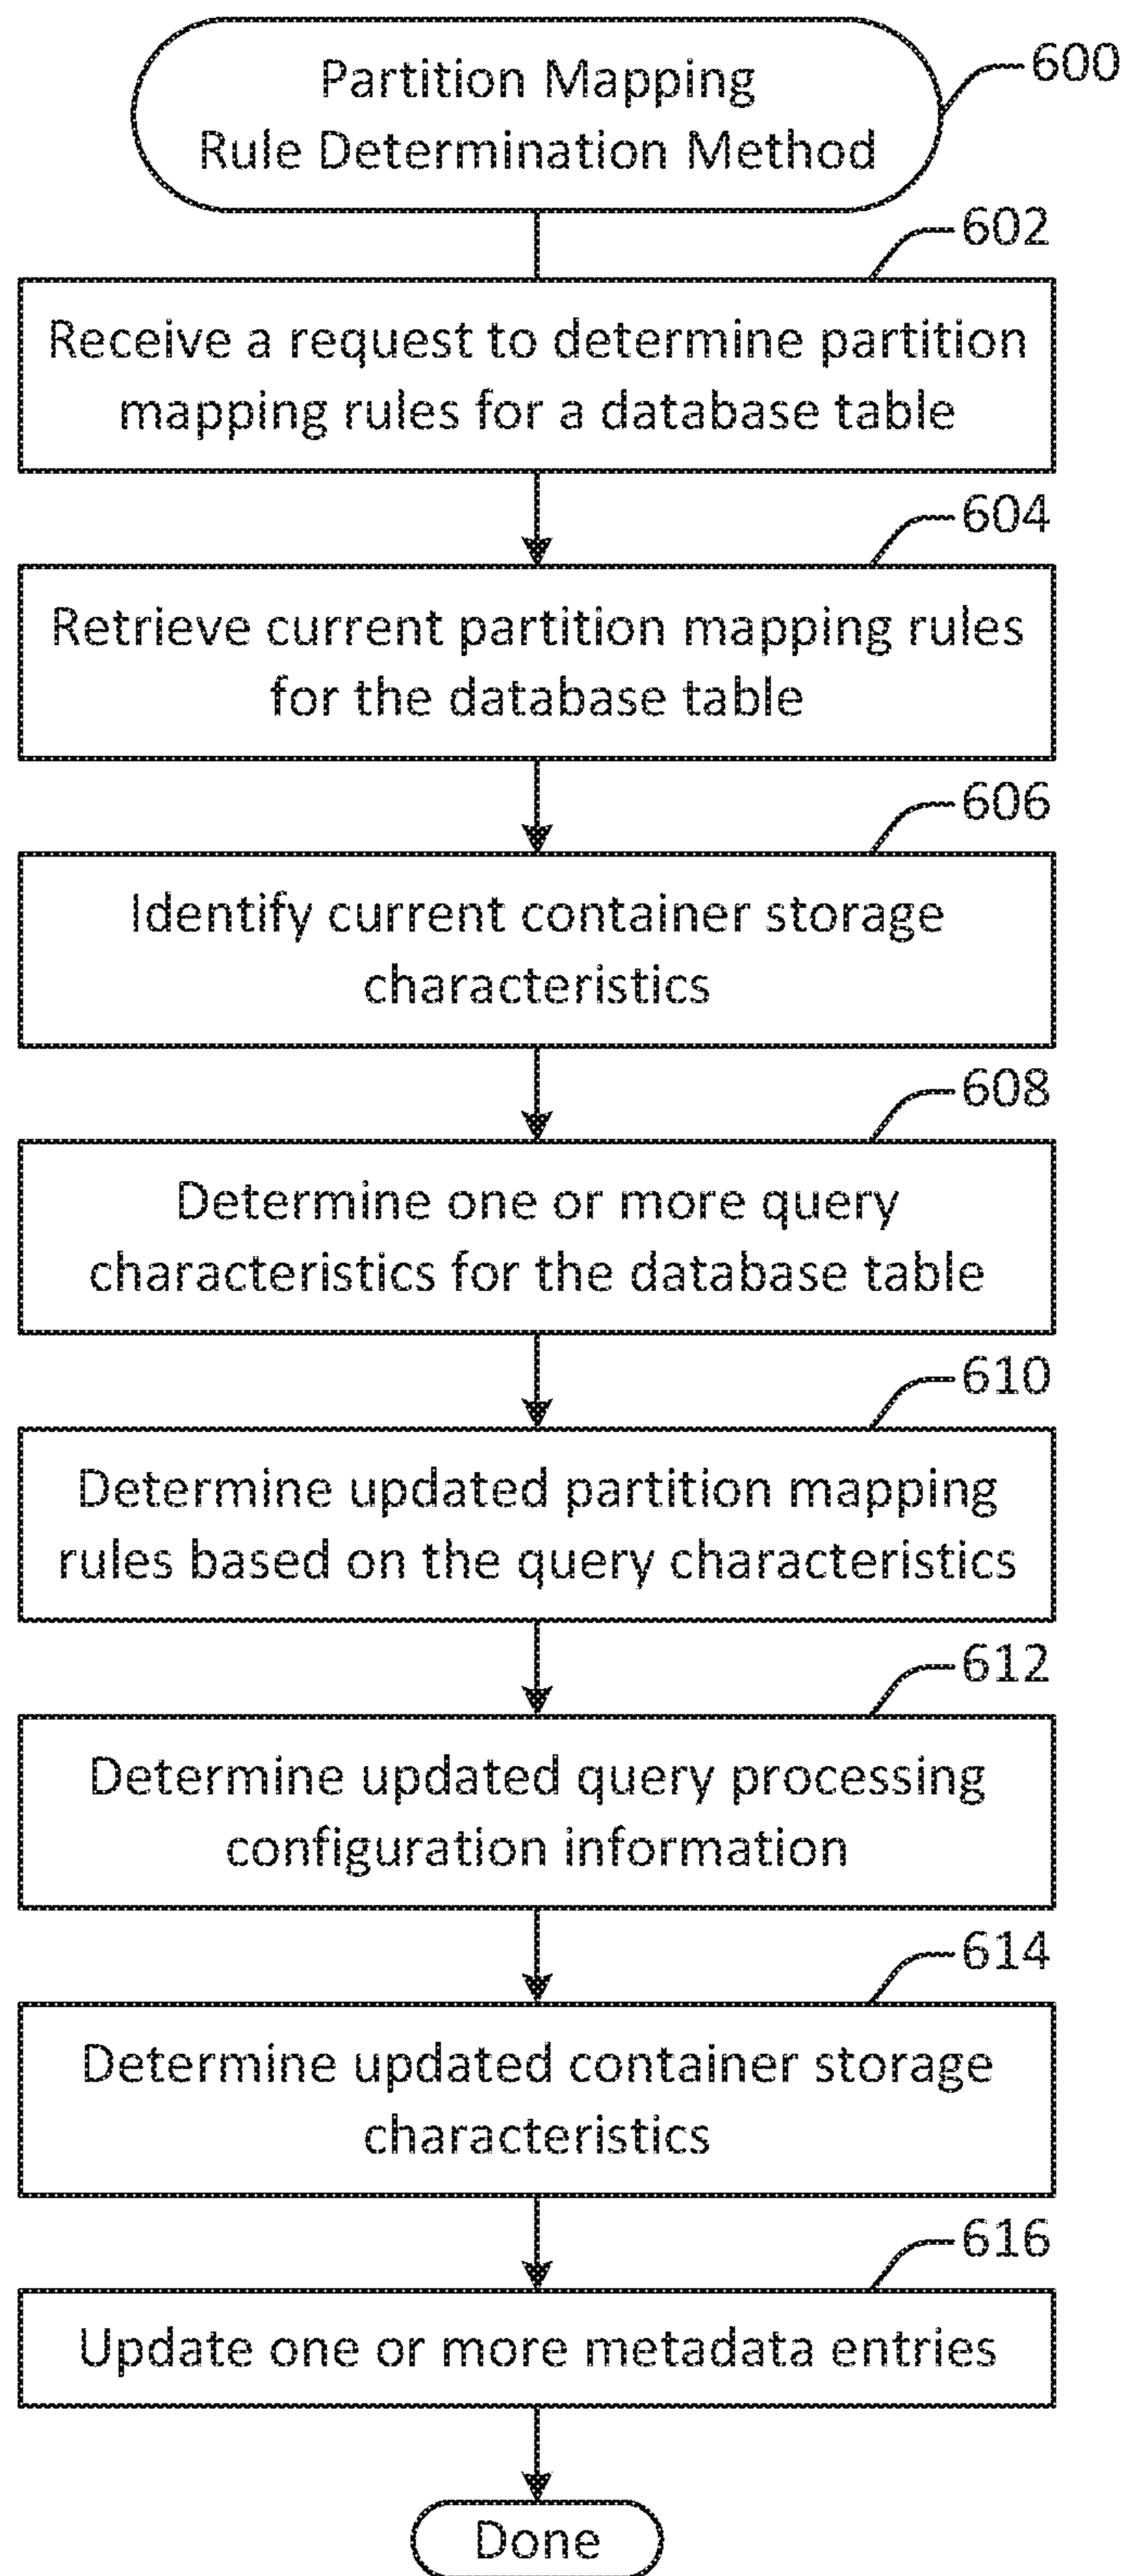 Partition Mapping
Rule Determination Method
600
602
Receive a request to determine partition
mapping rules for a database table
604
Retrieve current partition mapping rules
for the database table
606
Identify current container storage
characteristics
608
Determine one or more query
characteristics for the database table
610
Determine updated partition mapping
rules based on the query characteristics
612
Determine updated query processing
configuration information
614
Determine updated container storage
characteristics
616
Update one or more metadata entries
Done